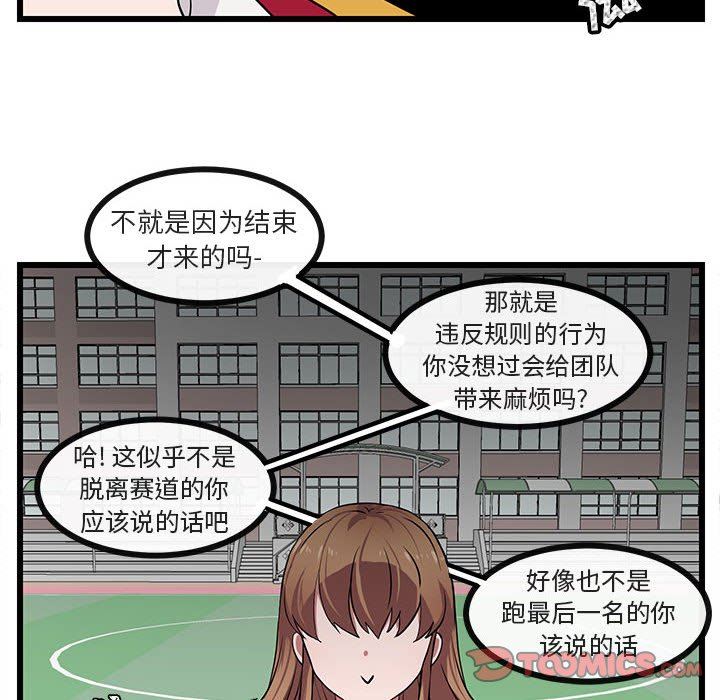 不就是因为结束
才来的吗-
那就是
违反规则的行为
你没想过会给团队
带来麻烦吗?
哈! 这似乎不是
脱离赛道的你
应该说的话吧
好像也不是
跑最后一名的你
该说的话
TOOMICS.COM